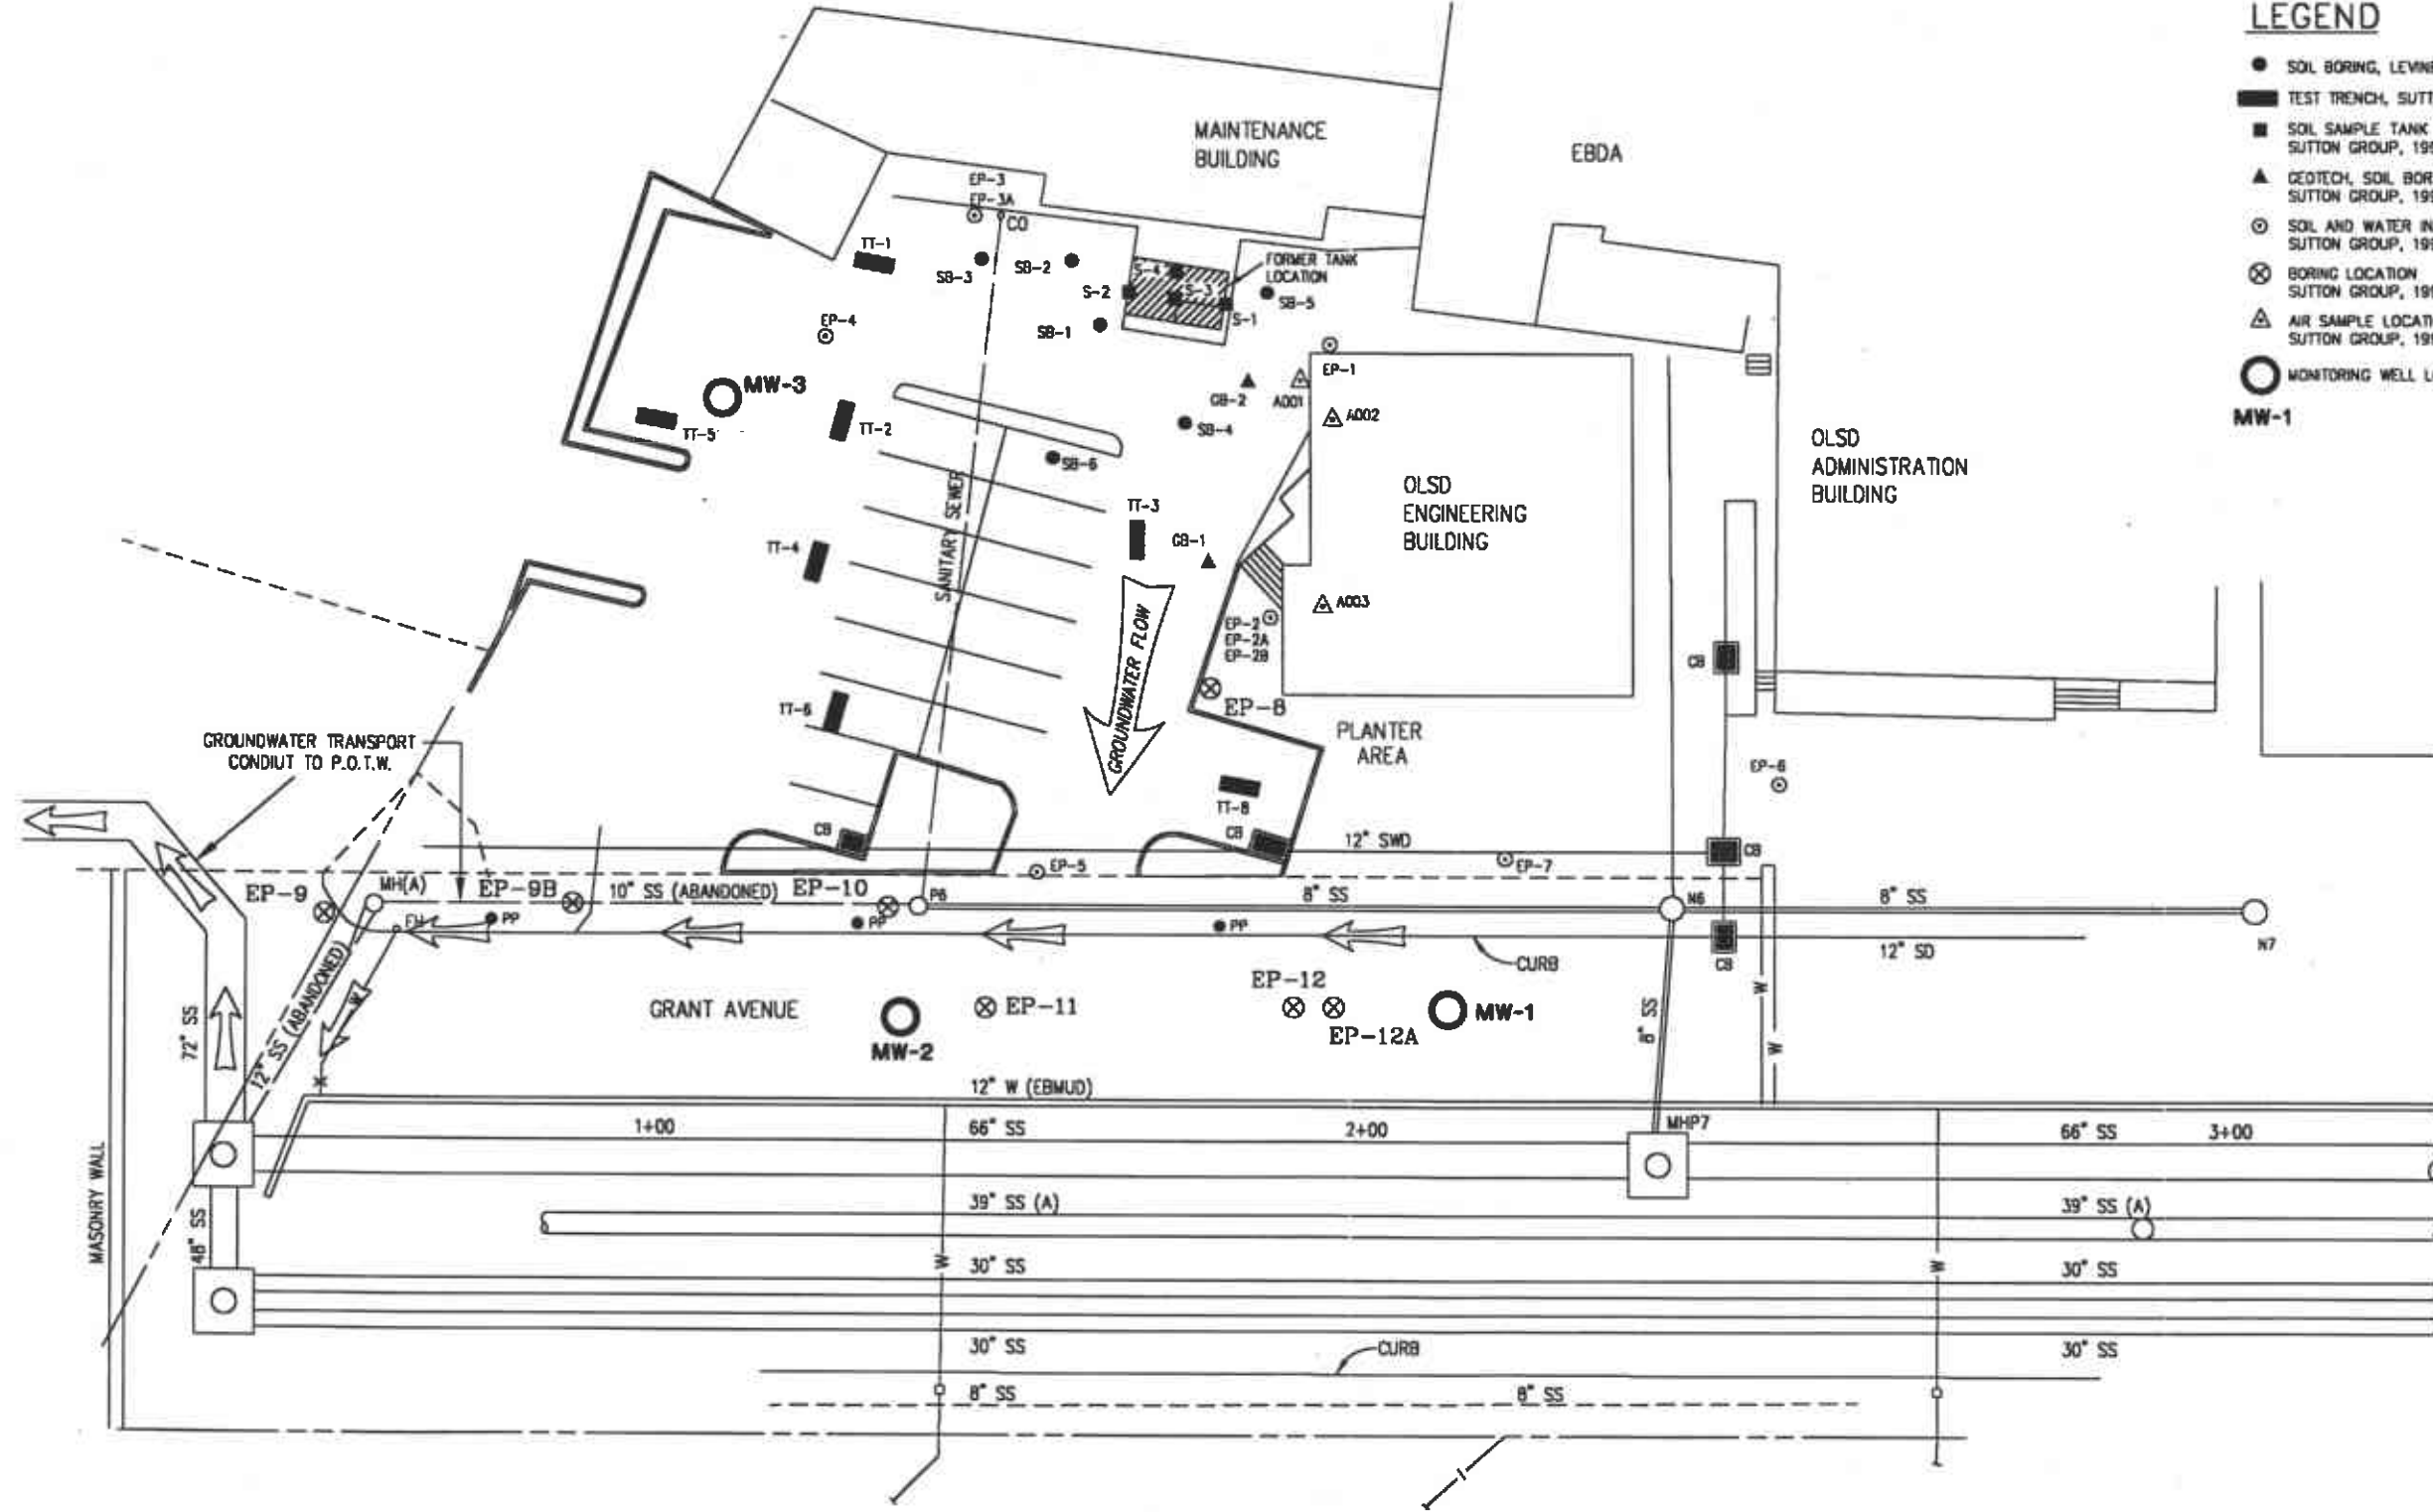 LEGEND
SOIL BORING, LEVINE
TEST TRENCH, SUTT
SOIL SAMPLE TANK
SUTTON GROUP, 199
GEOTECH, SOIL BOR
SUTTON GROUP, 199
SOIL AND WATER IN
SUTTON GROUP, 199
BORING LOCATION
SUTTON GROUP, 199
AIR SAMPLE LOCATI
SUTTON GROUP, 199
MONITORING WELL L
MW-1
MAINTENANCE
BUILDING
EBDA
EP-3
EP-3A
CO
TT-1
SB-3
SB-2
S-4
S-2
S-3
S-1
FORMER TANK
LOCATION
SB-5
SB-1
EP-4
EP-1
MW-3
TT-5
TT-2
GB-2
A001
A002
SB-4
SB-6
OLSD
ADMINISTRATION
BUILDING
OLSD
ENGINEERING
BUILDING
SANITARY SEWER
TT-3
GB-1
TT-4
A003
GROUNDWATER FLOW
EP-2
EP-2A
EP-2B
CB
EP-8
TT-6
PLANTER
AREA
GROUNDWATER TRANSPORT
CONDIUT TO P.O.T.W.
EP-6
TT-8
CB
CB
12" SWD
CB
EP-5
EP-7
EP-9
MH(A)
EP-9B
10" SS (ABANDONED)
EP-10
P6
8" SS
N6
8" SS
FH
PP
PP
PP
N7
CURB
CB
12" SD
72" SS
12" SS (ABANDONED)
W
GRANT AVENUE
MW-2
EP-11
EP-12
EP-12A
MW-1
8" SS
W
W
12" W (EBMUD)
1+00
66" SS
2+00
MHP7
66" SS
3+00
MASONRY WALL
48" SS
39" SS (A)
39" SS (A)
W
30" SS
W
30" SS
30" SS
CURB
30" SS
8" SS
8" SS